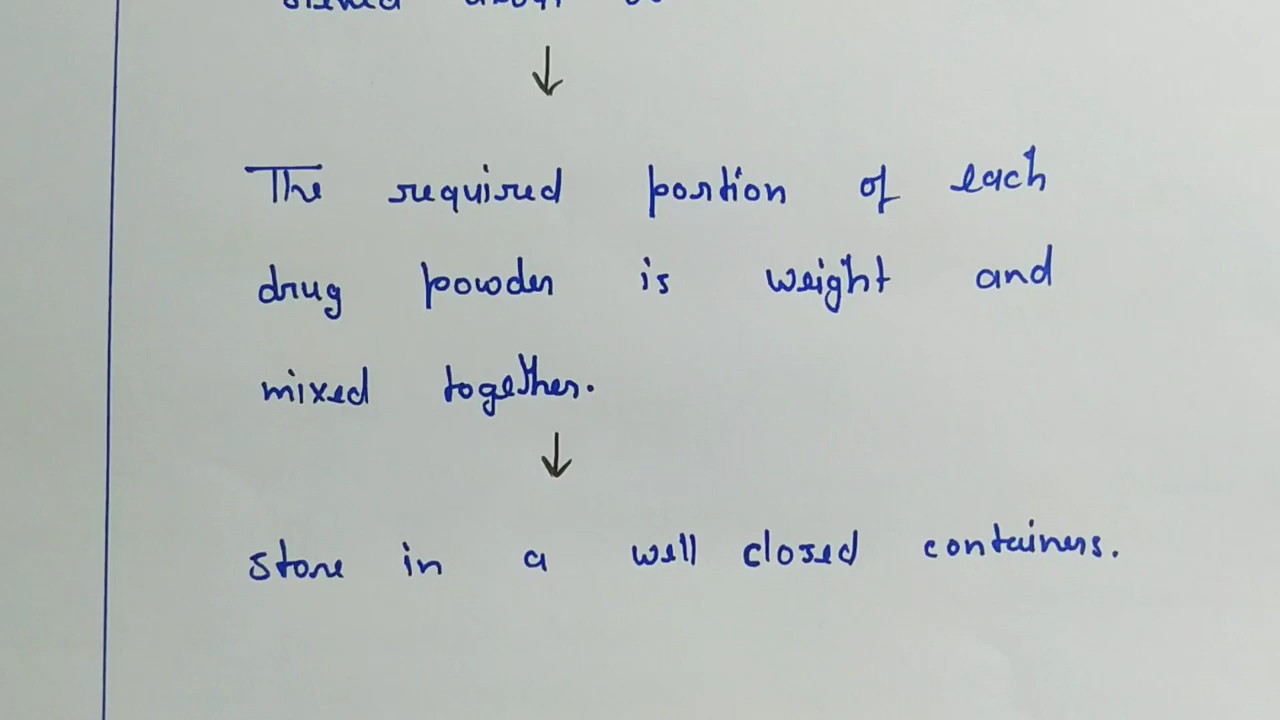 The required portion of each
drug powder is weight and
mixed together.
store in a well closed containers.